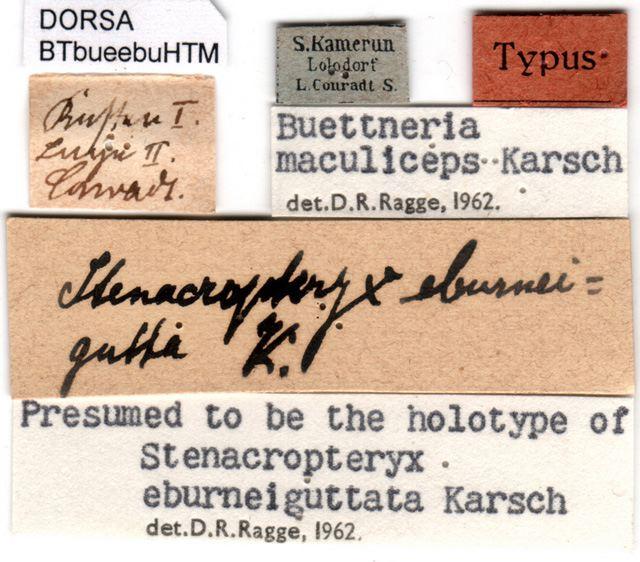 DORSA
BTbueebuHTM
S. Kamerun
Lolodorf
L. Conradt S.
Typus
I.
II.
Conradt.
Buettneria
maculiceps Karsch
det. D. R. Ragge, 1962.
Stenacropteryx eburnei=
gutta K.
Presumed to be the holotype of
Stenacropteryx
eburneiguttata Karsch
det. D. R. Ragge, 1962.